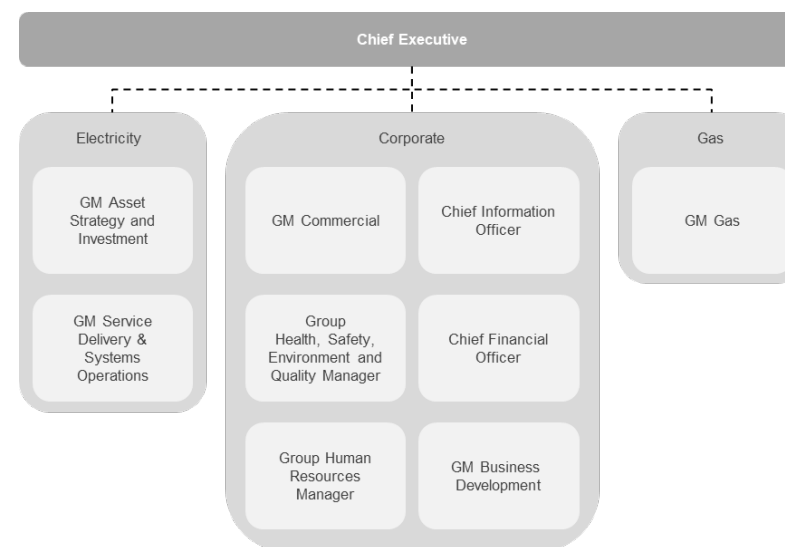 Chief Executive
Electricity
Corporate
Gas
GM Asset
Strategy and
Investment
GM Commercial
Chief Information
Officer
GM Gas
GM Service
Delivery &
Systems
Operations
Group
Health, Safety,
Environment and
Quality Manager
Chief Financial
Officer
Group Human
Resources
Manager
GM Business
Development